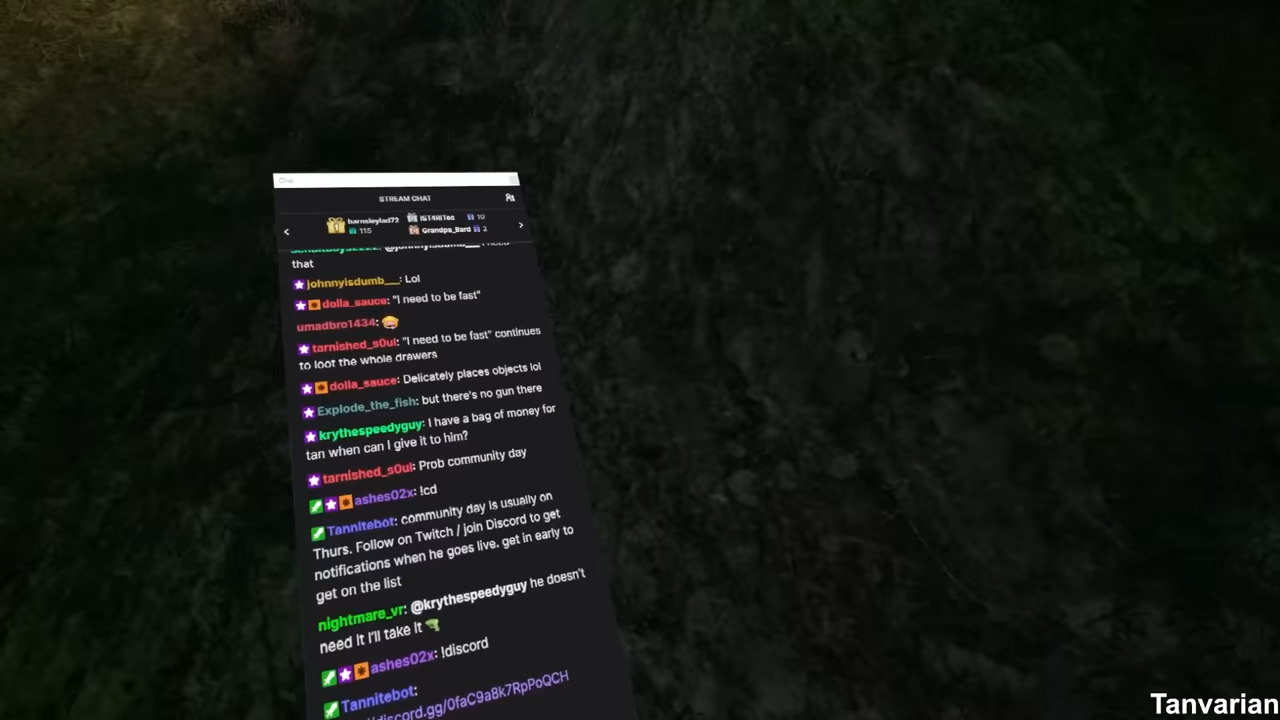 Chat
STREAM CHAT
barnsleylad72
115
IST4RITec 10
Grandpa_Bard 2
that
johnnyisdumb__: Lol
dolla_sauce: "I need to be fast"
umadbro1434:
tarnished_s0ul: "I need to be fast" continues
to loot the whole drawers
dolla_sauce: Delicately places objects lol
Explode_the_fish: but there's no gun there
krythespeedyguy: I have a bag of money for
tan when can I give it to him?
tarnished_s0ul: Prob community day
ashes02x: !cd
Tannitebot: community day is usually on
Thurs. Follow on Twitch / join Discord to get
notifications when he goes live. get in early to
get on the list
nightmare_vr: @krythespeedyguy he doesn't
need it I'll take it
ashes02x: !discord
Tannitebot:
discord.gg/0faC9a8k7RpPoQCH
Tanvarian